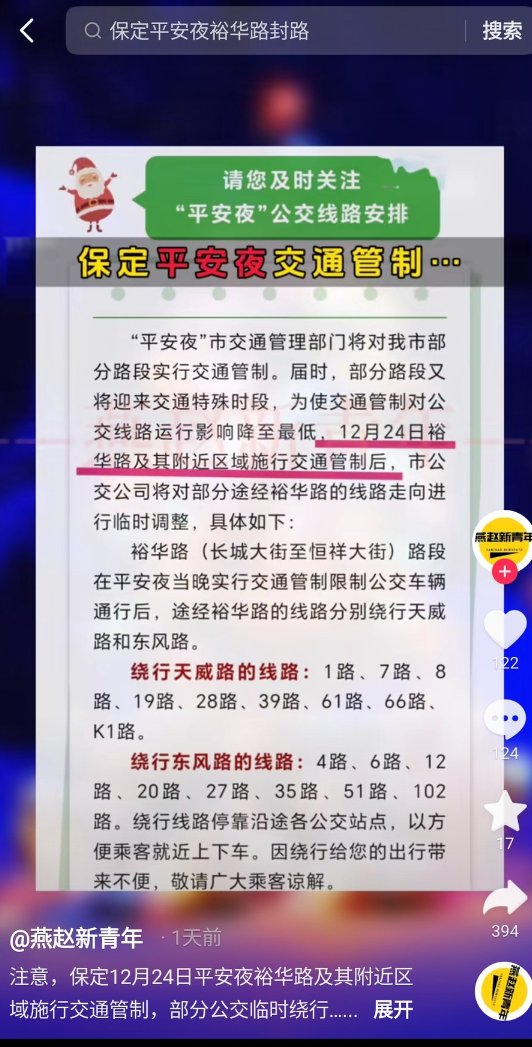 保定平安夜裕华路封路
搜索
请您及时关注
“平安夜”公交线路安排
保定平安夜交通管制…
“平安夜”市交通管理部门将对我市部
分路段实行交通管制。届时，部分路段又
将迎来交通特殊时段，为使交通管制对公
交线路运行影响降至最低，12月24日裕
华路及其附近区域施行交通管制后，市公
交公司将对部分途经裕华路的线路走向进
行临时调整，具体如下：
裕华路（长城大街至恒祥大街）路段
在平安夜当晚实行交通管制限制公交车辆
通行后，途经裕华路的线路分别绕行天威
路和东风路。
绕行天威路的线路：1路、7路、8
路、19路、28路、39路、61路、66路、
K1路。
绕行东风路的线路：4路、6路、12
路、20路、27路、35路、51路、102
路。绕行线路停靠沿途各公交站点，以方
便乘客就近上下车。因绕行给您的出行带
来不便，敬请广大乘客谅解。
燕赵新青年
122
124
17
394
@燕赵新青年 · 1天前
注意，保定12月24日平安夜裕华路及其附近区
域施行交通管制，部分公交临时绕行...... 展开
燕赵新青年